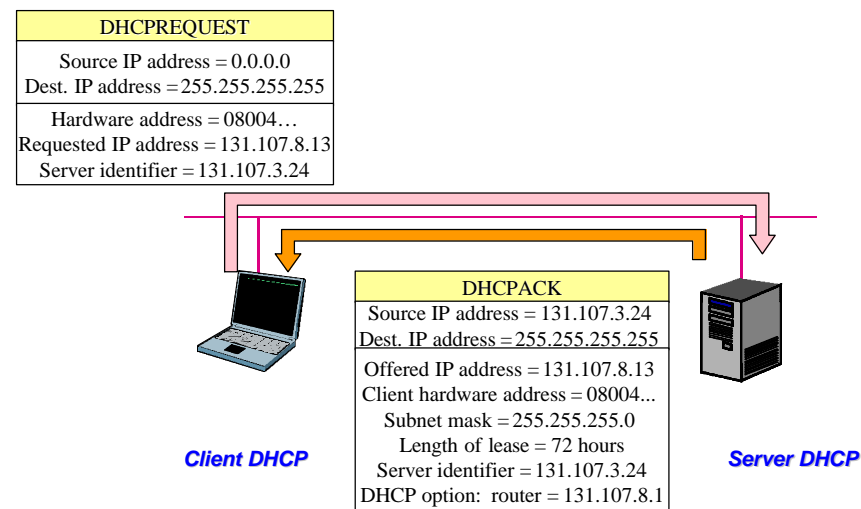 DHCPREQUEST
Source IP address = 0.0.0.0
Dest. IP address = 255.255.255.255
Hardware address = 08004…
Requested IP address = 131.107.8.13
Server identifier = 131.107.3.24
DHCPACK
Source IP address = 131.107.3.24
Dest. IP address = 255.255.255.255
Offered IP address = 131.107.8.13
Client hardware address = 08004...
Subnet mask = 255.255.255.0
Length of lease = 72 hours
Server identifier = 131.107.3.24
DHCP option: router = 131.107.8.1
Client DHCP
Server DHCP